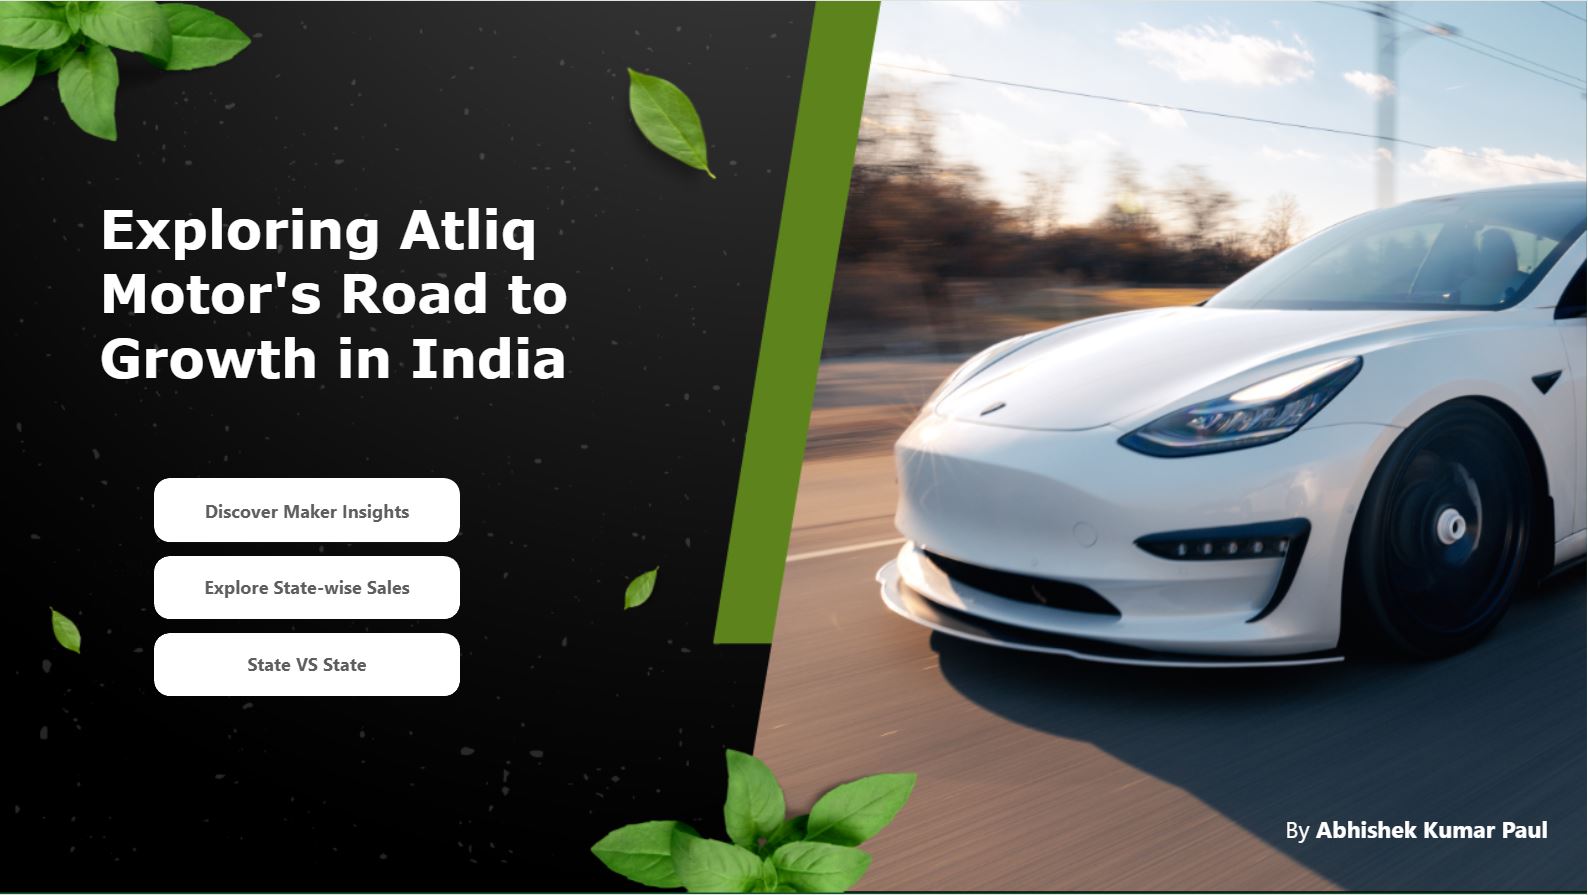 Exploring Atliq
Motor's Road to
Growth in India
Discover Maker Insights
Explore State-wise Sales
State VS State
By Abhishek Kumar Paul